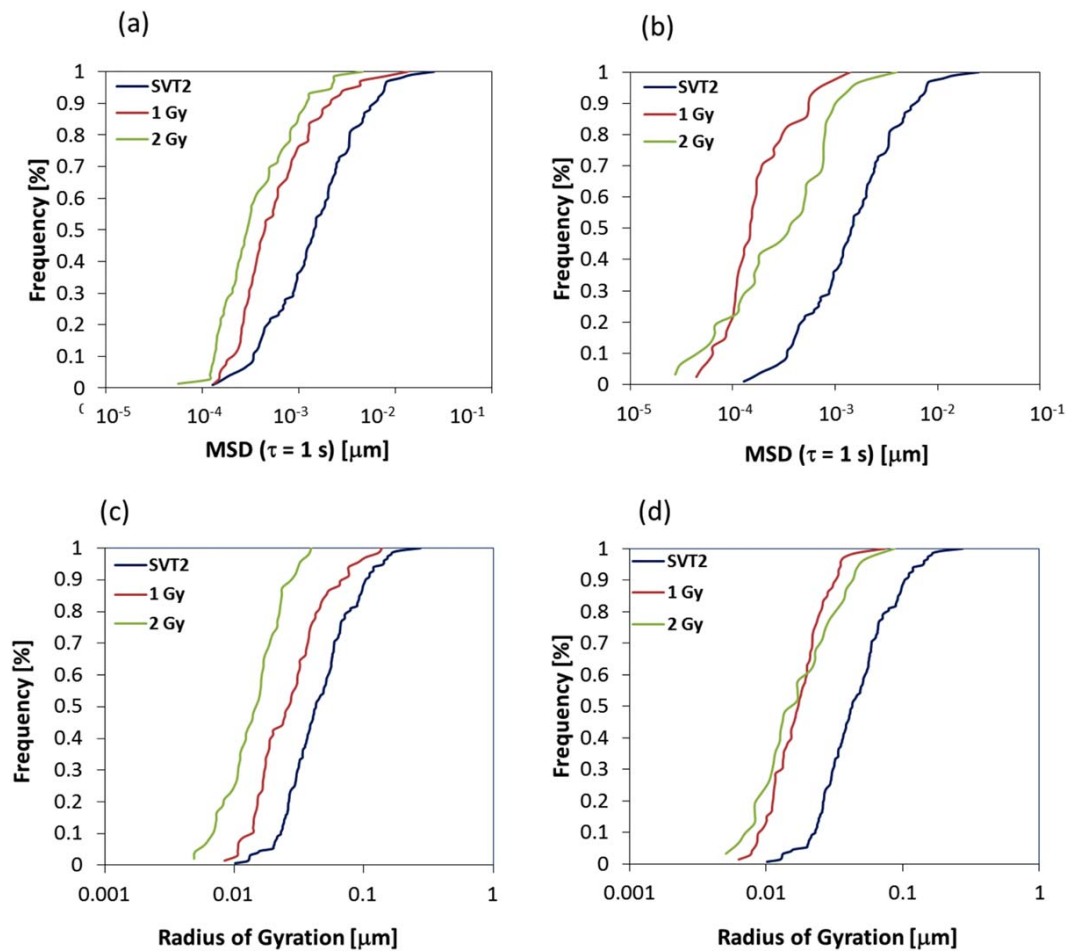 (a)
SVT2
1 Gy
2 Gy
Frequency [%]
1
0.9
0.8
0.7
0.6
0.5
0.4
0.3
0.2
0.1
0
10⁻⁵ 10⁻⁴ 10⁻³ 10⁻² 10⁻¹
MSD (τ = 1 s) [μm]
(b)
SVT2
1 Gy
2 Gy
Frequency [%]
1
0.9
0.8
0.7
0.6
0.5
0.4
0.3
0.2
0.1
0
10⁻⁵ 10⁻⁴ 10⁻³ 10⁻² 10⁻¹
MSD (τ = 1 s) [μm]
(c)
SVT2
1 Gy
2 Gy
Frequency [%]
1
0.9
0.8
0.7
0.6
0.5
0.4
0.3
0.2
0.1
0
0.001 0.01 0.1 1
Radius of Gyration [μm]
(d)
SVT2
1 Gy
2 Gy
Frequency [%]
1
0.9
0.8
0.7
0.6
0.5
0.4
0.3
0.2
0.1
0
0.001 0.01 0.1 1
Radius of Gyration [μm]